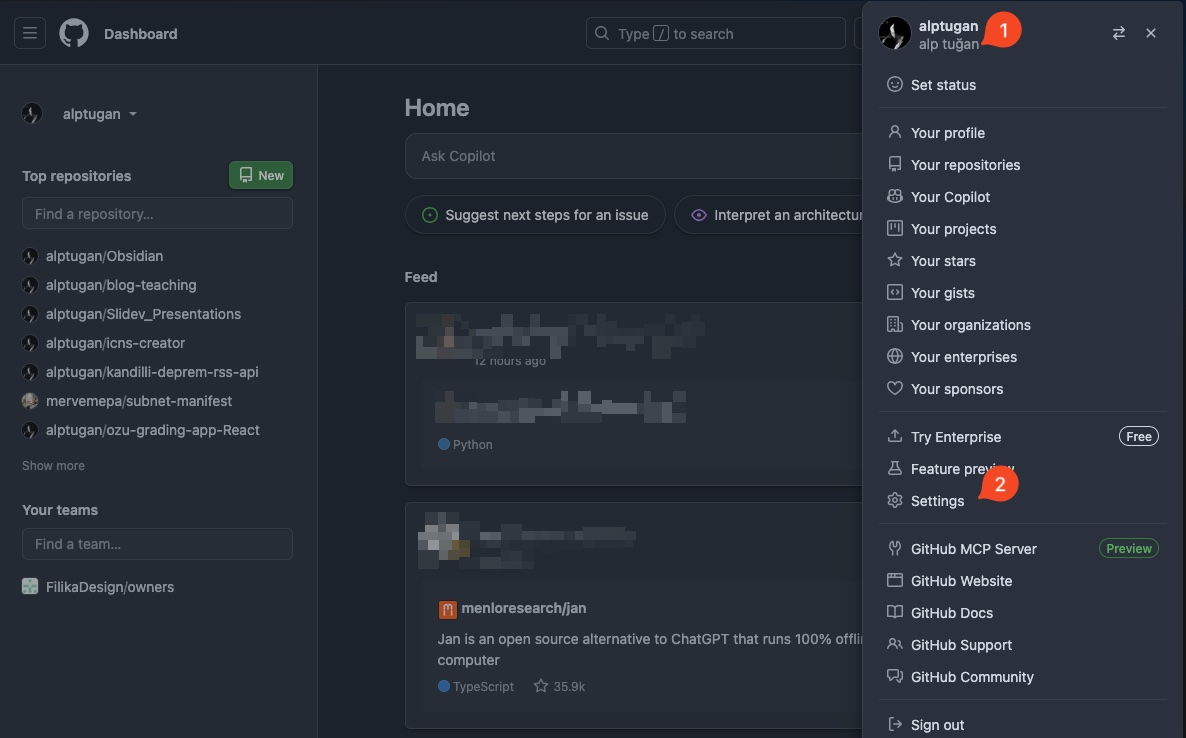 Dashboard
Type / to search
alptugan
Top repositories
New
Find a repository...
alptugan/Obsidian
alptugan/blog-teaching
alptugan/Slidev_Presentations
alptugan/icns-creator
alptugan/kandilli-deprem-rss-api
mervemepa/subnet-manifest
alptugan/ozu-grading-app-React
Show more
Your teams
Find a team...
FilikaDesign/owners
Home
Ask Copilot
Suggest next steps for an issue
Interpret an architectur
Feed
12 hours ago
Python
menloresearch/jan
Jan is an open source alternative to ChatGPT that runs 100% offli
computer
TypeScript
35.9k
alptugan
alp tuğan
1
Set status
Your profile
Your repositories
Your Copilot
Your projects
Your stars
Your gists
Your organizations
Your enterprises
Your sponsors
Try Enterprise
Free
Feature preview
2
Settings
GitHub MCP Server
Preview
GitHub Website
GitHub Docs
GitHub Support
GitHub Community
Sign out